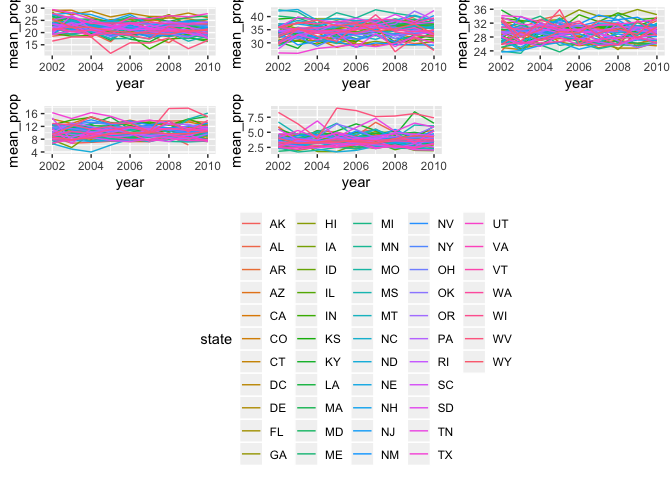 mean_prop
30
25
20
15
2002 2004 2006 2008 2010
year
mean_prop
40
35
30
2002 2004 2006 2008 2010
year
mean_prop
36
32
28
24
2002 2004 2006 2008 2010
year
mean_prop
16
12
8
4
2002 2004 2006 2008 2010
year
mean_prop
7.5
5.0
2.5
2002 2004 2006 2008 2010
year
state
AK HI MI NV UT
AL IA MN NY VA
AR ID MO OH VT
AZ IL MS OK WA
CA IN MT OR WI
CO KS NC PA WV
CT KY ND RI WY
DC LA NE SC
DE MA NH SD
FL MD NJ TN
GA ME NM TX